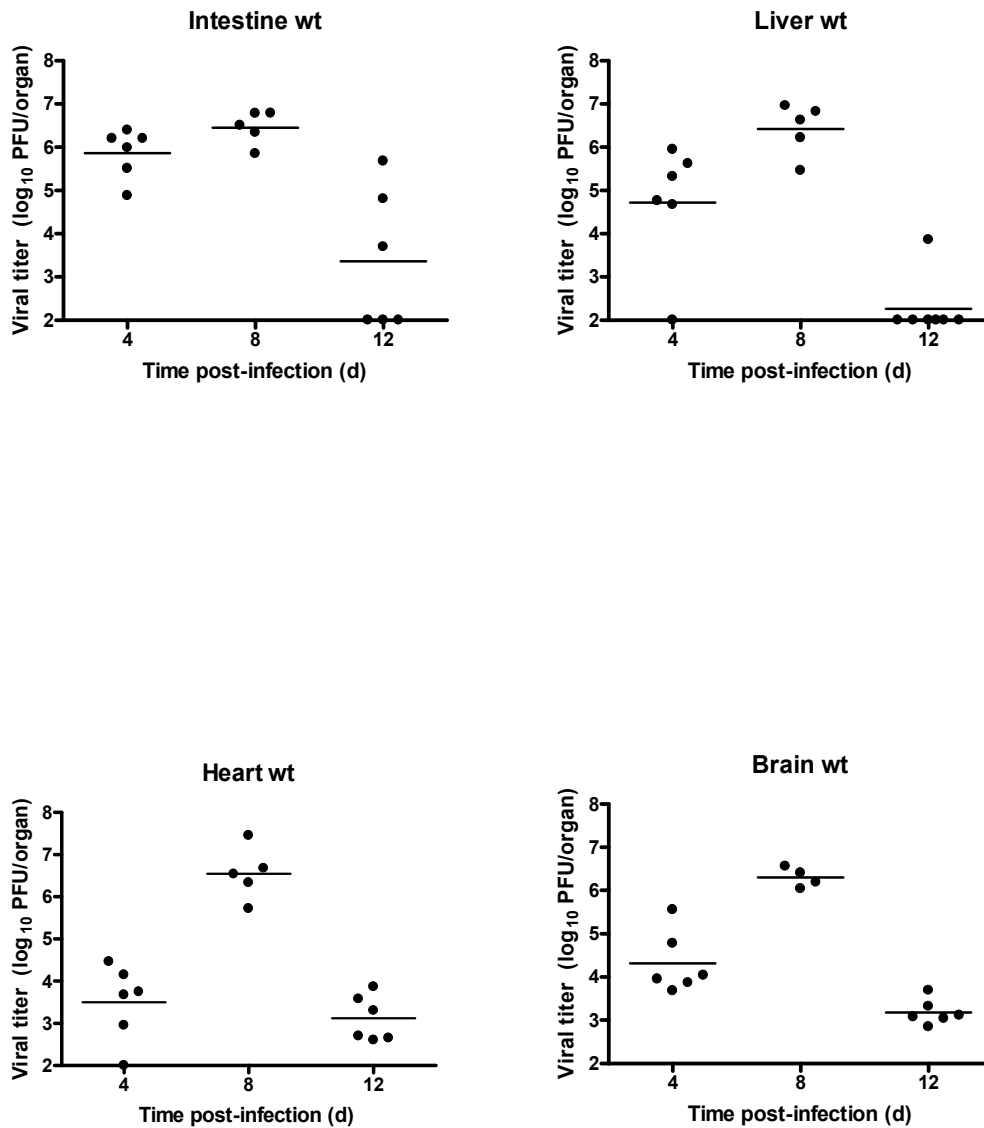 Intestine wt
Viral titer (log10 PFU/organ)
8
7
6
5
4
3
2
4 8 12
Time post-infection (d)
Liver wt
Viral titer (log10 PFU/organ)
8
7
6
5
4
3
2
4 8 12
Time post-infection (d)
Heart wt
Viral titer (log10 PFU/organ)
8
7
6
5
4
3
2
4 8 12
Time post-infection (d)
Brain wt
Viral titer (log10 PFU/organ)
8
7
6
5
4
3
2
4 8 12
Time post-infection (d)